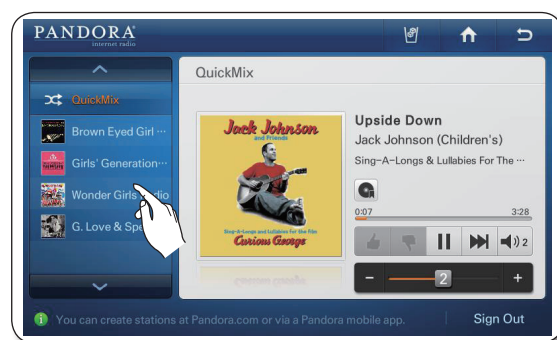 PANDORA®
internet radio
QuickMix
QuickMix
Brown Eyed Girl ...
Girls' Generation...
Wonder Girls
G. Love &
Jack Johnson
and Friends
Sing-A-Longs and Lullabies for the Film
Curious George
Upside Down
Jack Johnson (Children's)
Sing-A-Longs & Lullabies For The ...
0:07 3:28
2
- 2 +
You can create stations at Pandora.com or via a Pandora mobile app.
Sign Out